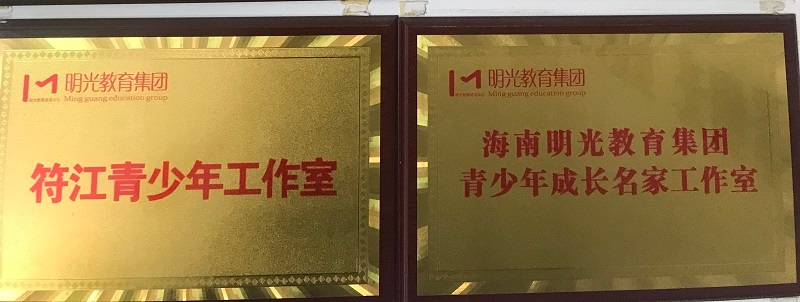 明光教育集团
Ming guang education group
符江青少年工作室
明光教育集团
Ming guang education group
海南明光教育集团
青少年成长名家工作室